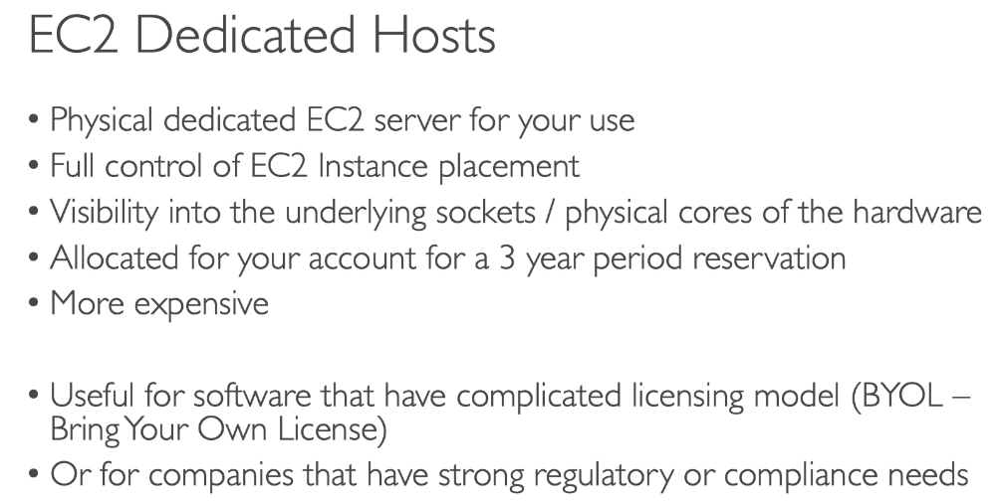 EC2 Dedicated Hosts
• Physical dedicated EC2 server for your use
• Full control of EC2 Instance placement
• Visibility into the underlying sockets / physical cores of the hardware
• Allocated for your account for a 3 year period reservation
• More expensive
• Useful for software that have complicated licensing model (BYOL –
Bring Your Own License)
• Or for companies that have strong regulatory or compliance needs